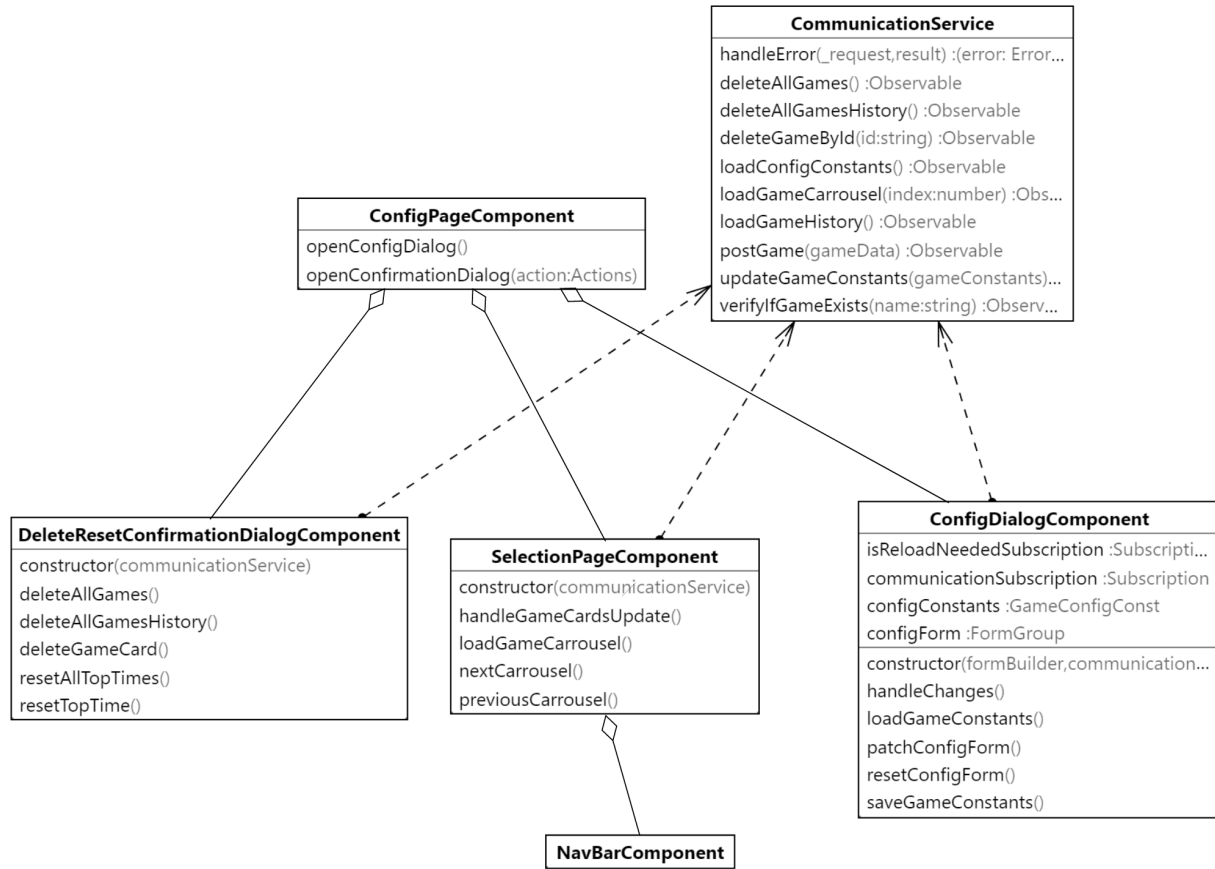 CommunicationService
handleError(_request,result) :(error: Error...
deleteAllGames() :Observable
deleteAllGamesHistory() :Observable
deleteGameById(id:string) :Observable
loadConfigConstants() :Observable
loadGameCarrousel(index:number) :Obs...
loadGameHistory() :Observable
postGame(gameData) :Observable
updateGameConstants(gameConstants)...
verifyIfGameExists(name:string) :Observ...
ConfigPageComponent
openConfigDialog()
openConfirmationDialog(action:Actions)
DeleteResetConfirmationDialogComponent
constructor(communicationService)
deleteAllGames()
deleteAllGamesHistory()
deleteGameCard()
resetAllTopTimes()
resetTopTime()
SelectionPageComponent
constructor(communicationService)
handleGameCardsUpdate()
loadGameCarrousel()
nextCarrousel()
previousCarrousel()
ConfigDialogComponent
isReloadNeededSubscription :Subscripti...
communicationSubscription :Subscription
configConstants :GameConfigConst
configForm :FormGroup
constructor(formBuilder,communication...
handleChanges()
loadGameConstants()
patchConfigForm()
resetConfigForm()
saveGameConstants()
NavBarComponent